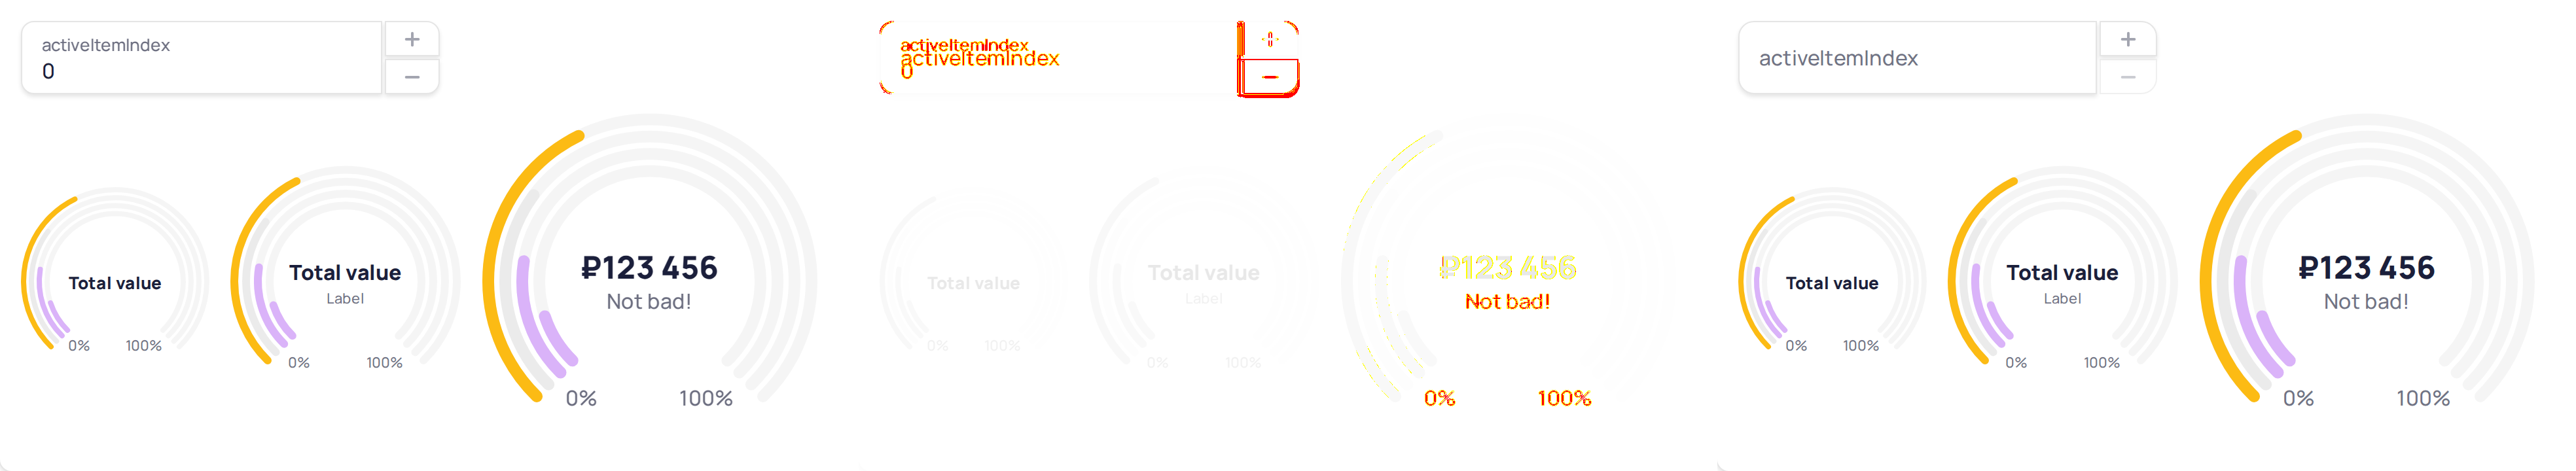 activeItemIndex
0
+
−
Total value
0% 100%
Total value
Label
0% 100%
₽123 456
Not bad!
0% 100%
activeItemIndex
activeItemIndex
0
+
−
Total value
0% 100%
Total value
Label
0% 100%
₽123 456
Not bad!
0% 100%
activeItemIndex
+
−
Total value
0% 100%
Total value
Label
0% 100%
₽123 456
Not bad!
0% 100%